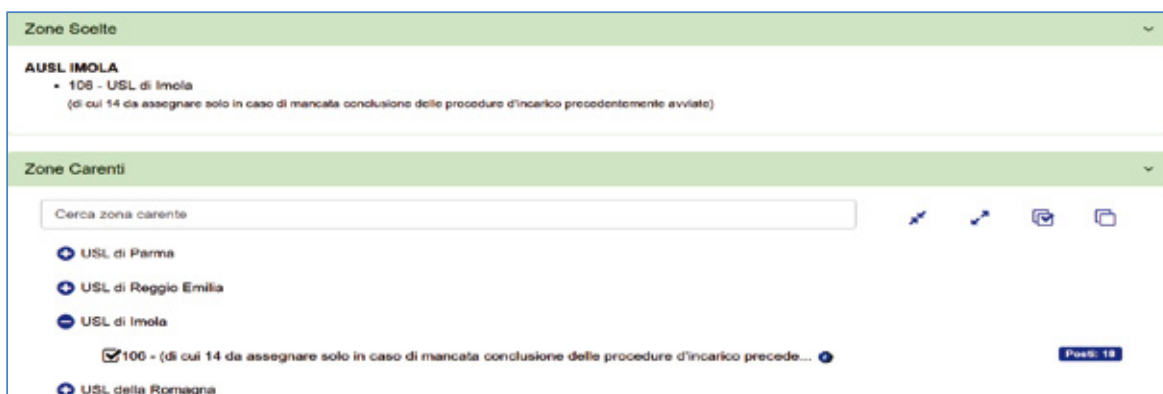 Zone Scelte
AUSL IMOLA
106 - USL di Imola
(di cui 14 da assegnare solo in caso di mancata conclusione delle procedure d'incarico precedentemente avviate)
Zone Carenti
Cerca zona carente
USL di Parma
USL di Reggio Emilia
USL di Imola
106 - (di cui 14 da assegnare solo in caso di mancata conclusione delle procedure d'incarico precede...
Posti: 18
USL della Romagna